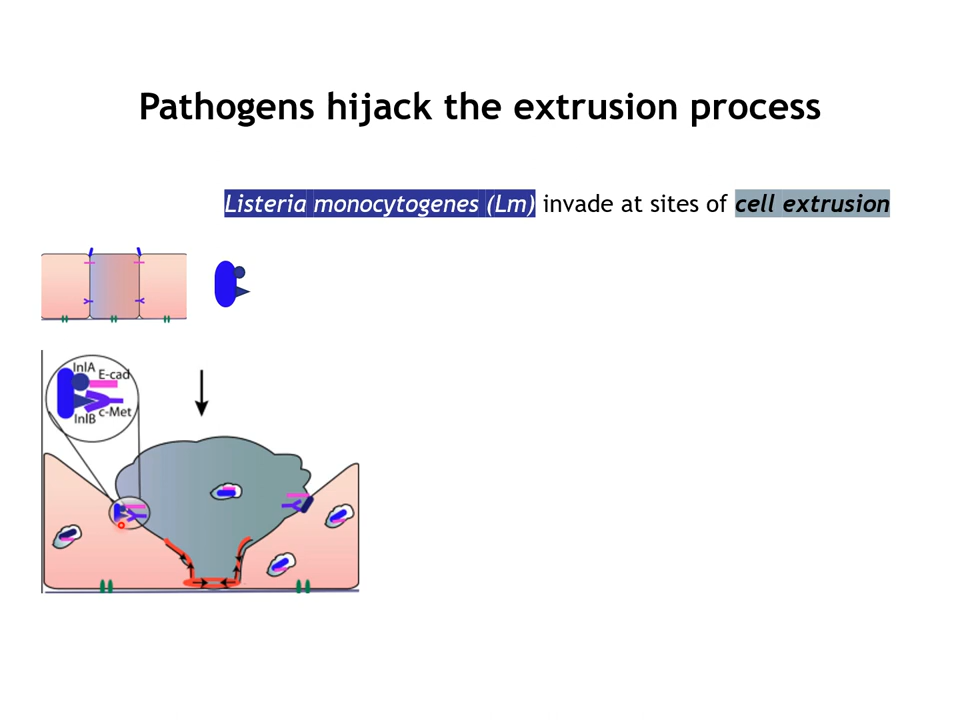 Pathogens hijack the extrusion process
Listeria monocytogenes (Lm) invade at sites of cell extrusion
InlA
E-cad
c-Met
InlB